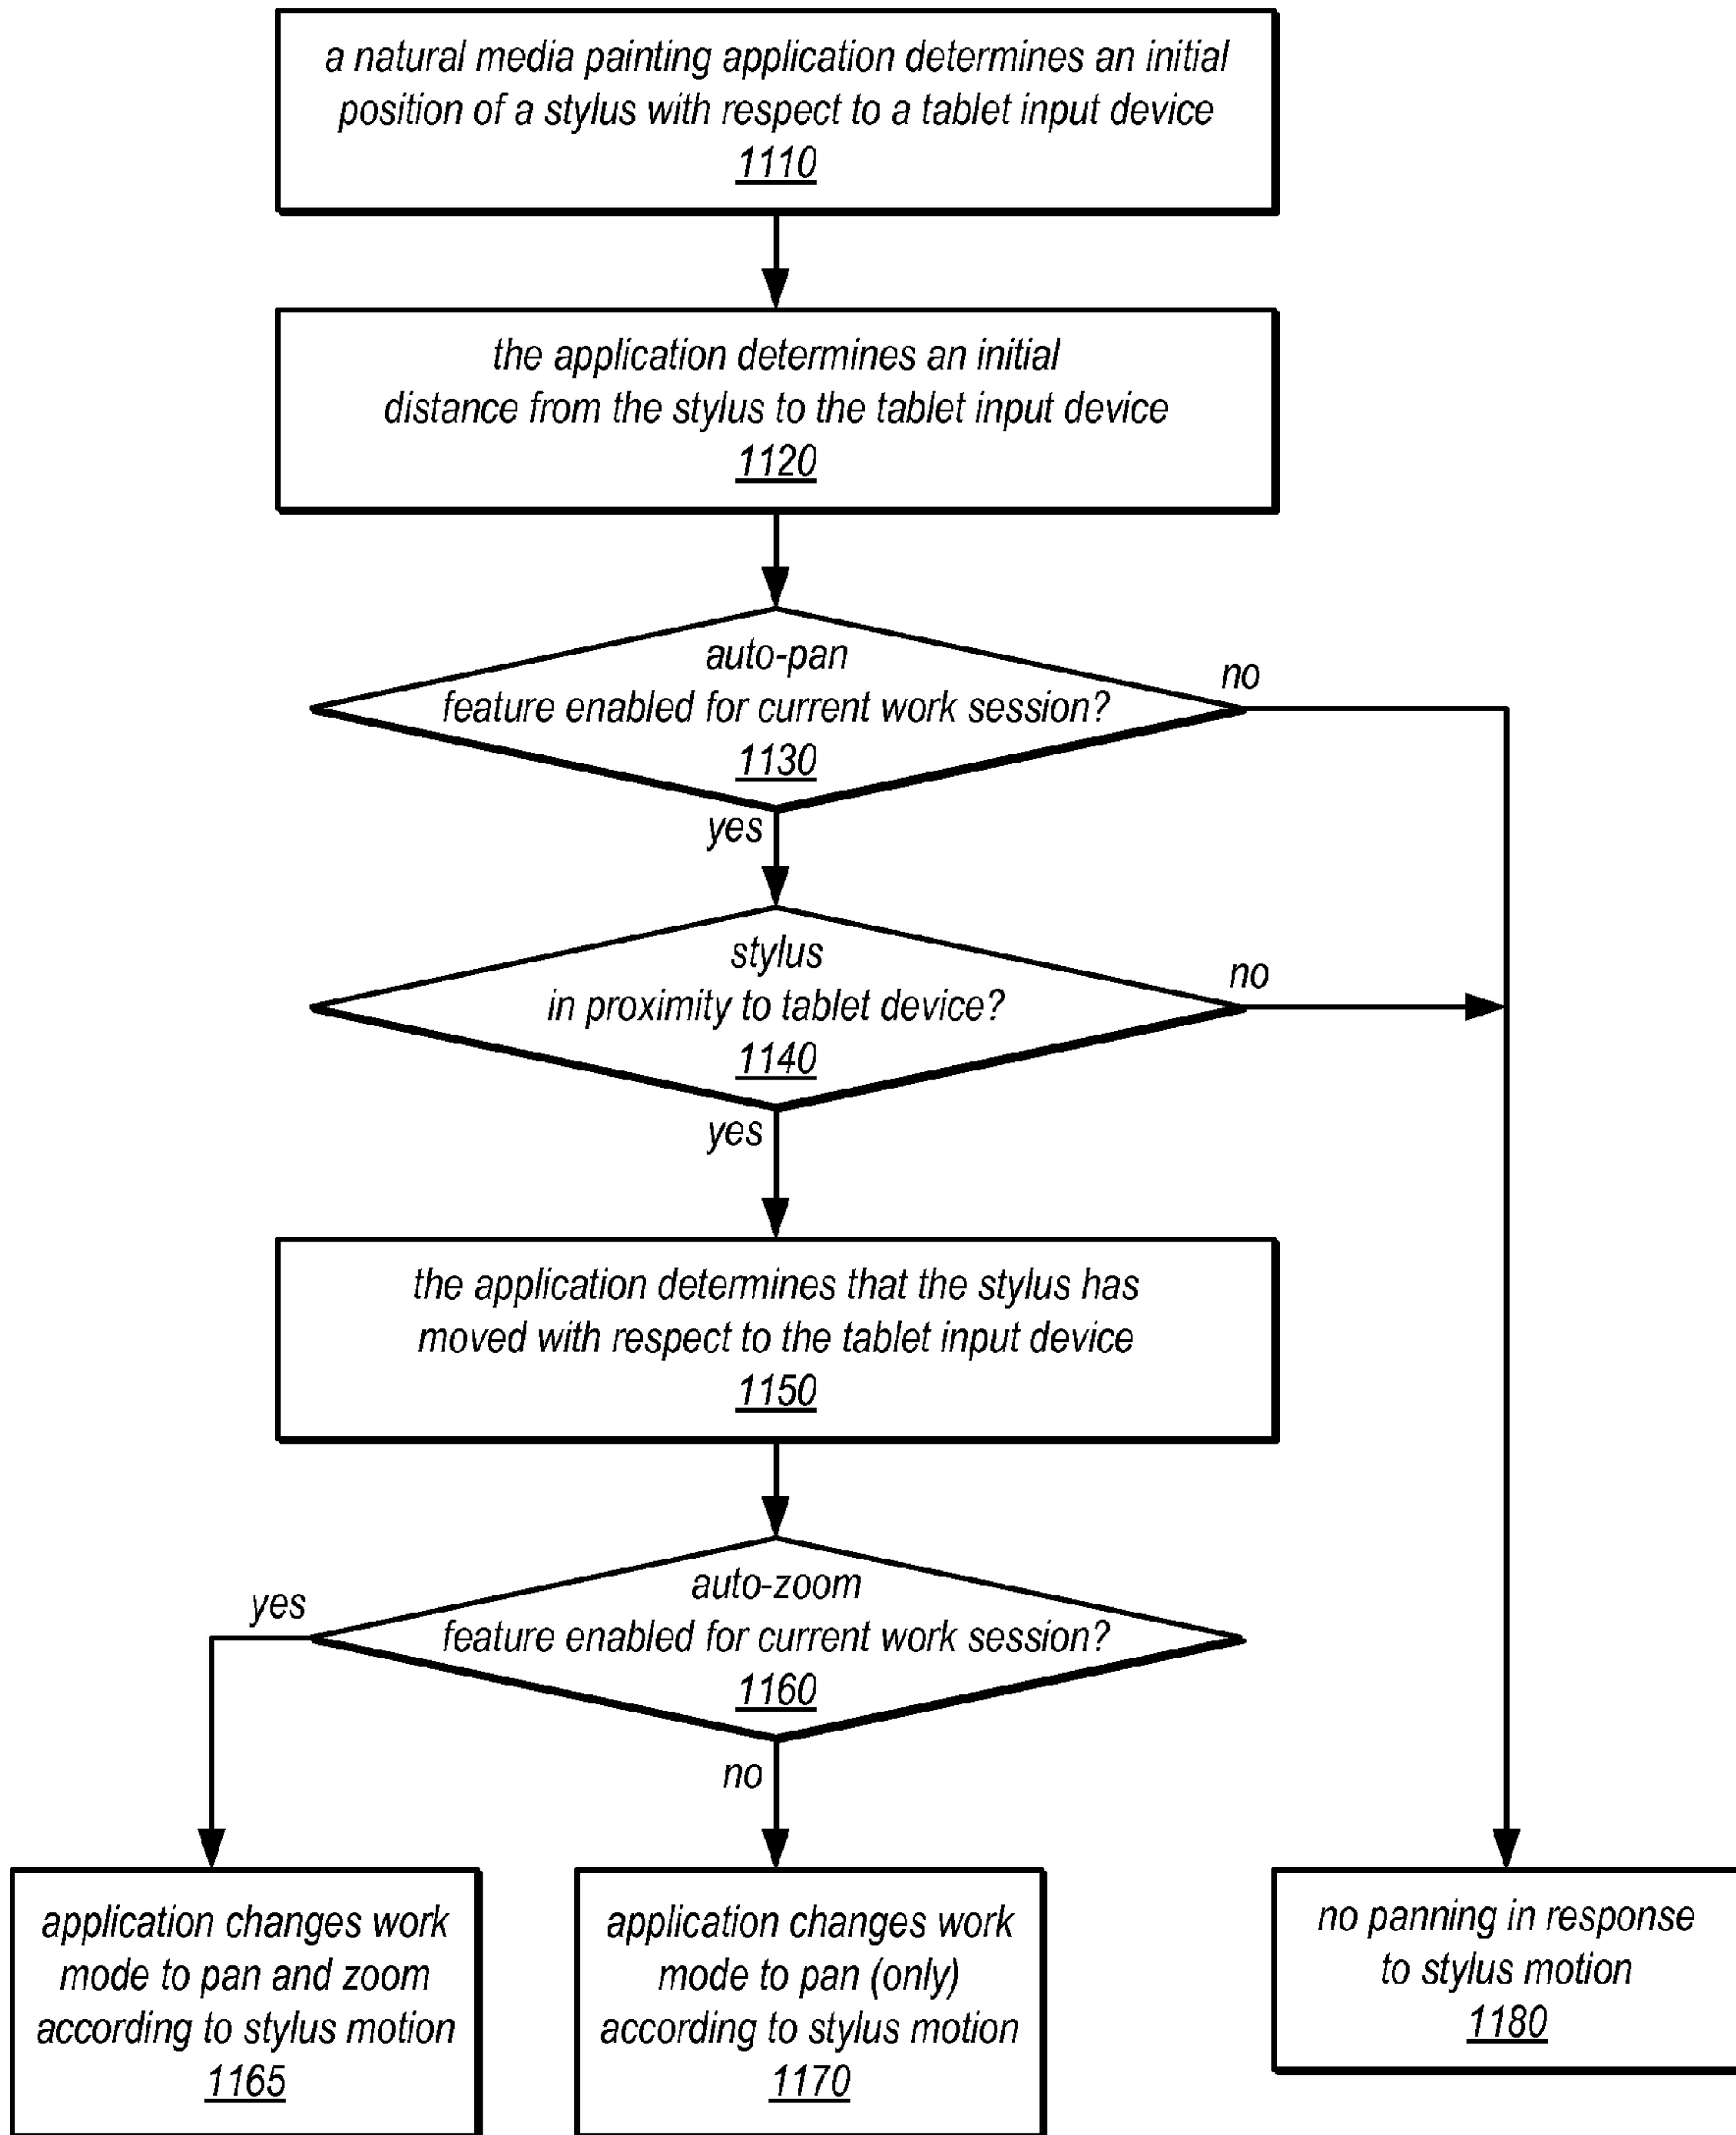 a natural media painting application determines an initial
position of a stylus with respect to a tablet input device
1110
the application determines an initial
distance from the stylus to the tablet input device
1120
auto-pan
feature enabled for current work session?
1130
no
yes
stylus
in proximity to tablet device?
1140
no
yes
the application determines that the stylus has
moved with respect to the tablet input device
1150
auto-zoom
feature enabled for current work session?
1160
yes
no
application changes work
mode to pan and zoom
according to stylus motion
1165
application changes work
mode to pan (only)
according to stylus motion
1170
no panning in response
to stylus motion
1180